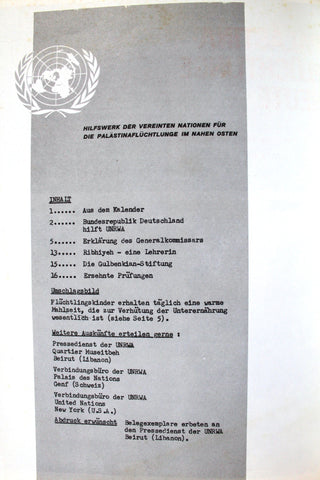 HILFSWERK DER VEREINTEN NATIONEN FÜR
DIE PALÄSTINAFLÜCHTLUNGE IM NAHEN OSTEN
INHALT
1..... Aus dem Kalender
2..... Bundesrepublik Deutschland
hilft UNRWA
5..... Erklärung des Generalkommissars
13..... Ribhiyeh - eine Lehrerin
15..... Die Gulbenkian-Stiftung
16..... Ersehnte Prüfungen
Umschlagbild
Flüchtlingskinder erhalten täglich eine warme
Mahlzeit, die zur Verhütung der Unterernährung
wesentlich ist (siehe Seite 5).
Weitere Auskünfte erteilen gerne :
Pressedienst der UNRWA
Quartier Museitbeh
Beirut (Libanon)
Verbindungsbüro der UNRWA
Palais des Nations
Genf (Schweiz)
Verbindungsbüro der UNRWA
United Nations
New York (U.S.A.)
Abdruck erwünscht Belegexemplare erbeten an
den Pressedienst der UNRWA
Beirut (Libanon).